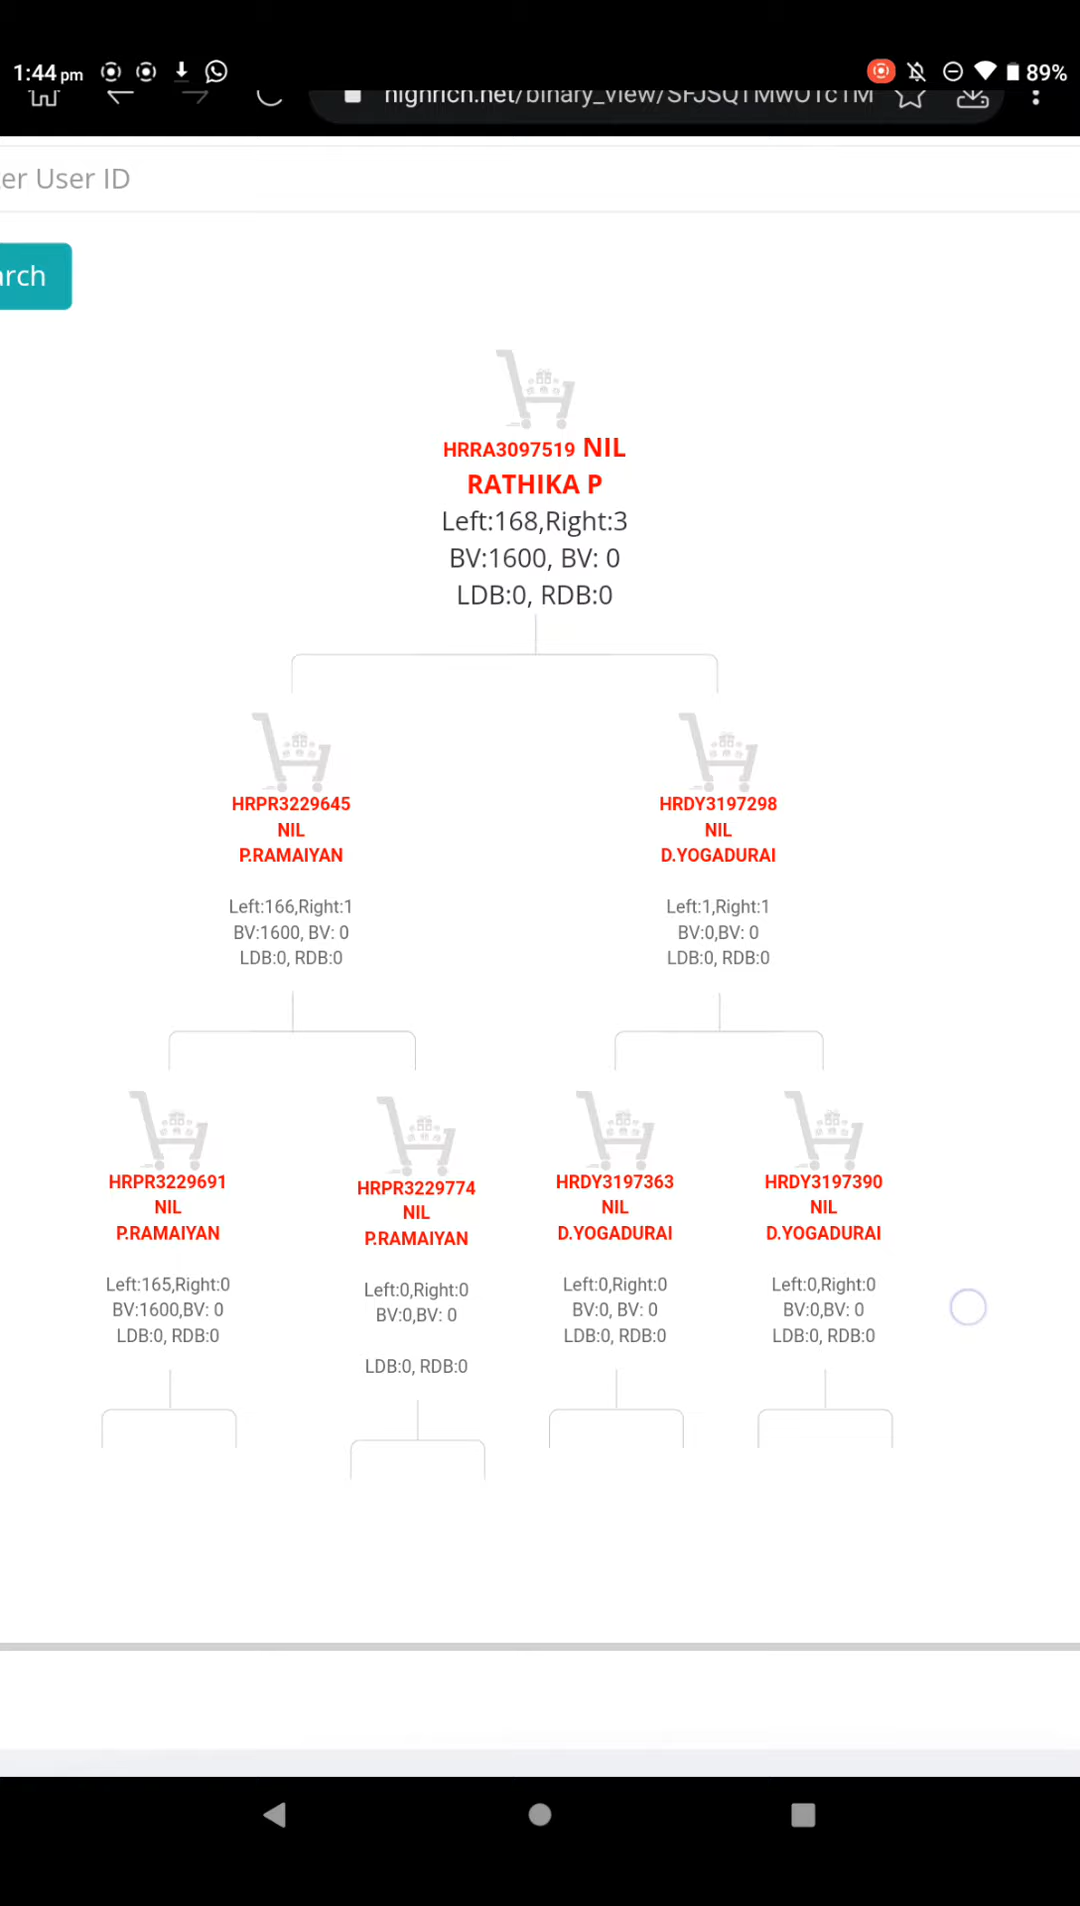 1:44 pm
89%
highrich.net/binary_view/
er User ID
arch
HRRA3097519 NIL
RATHIKA P
Left:168,Right:3
BV:1600, BV: 0
LDB:0, RDB:0
HRPR3229645
NIL
P.RAMAIYAN
Left:166,Right:1
BV:1600, BV: 0
LDB:0, RDB:0
HRDY3197298
NIL
D.YOGADURAI
Left:1,Right:1
BV:0,BV: 0
LDB:0, RDB:0
HRPR3229691
NIL
P.RAMAIYAN
Left:165,Right:0
BV:1600,BV: 0
LDB:0, RDB:0
HRPR3229774
NIL
P.RAMAIYAN
Left:0,Right:0
BV:0,BV: 0
LDB:0, RDB:0
HRDY3197363
NIL
D.YOGADURAI
Left:0,Right:0
BV:0, BV: 0
LDB:0, RDB:0
HRDY3197390
NIL
D.YOGADURAI
Left:0,Right:0
BV:0,BV: 0
LDB:0, RDB:0